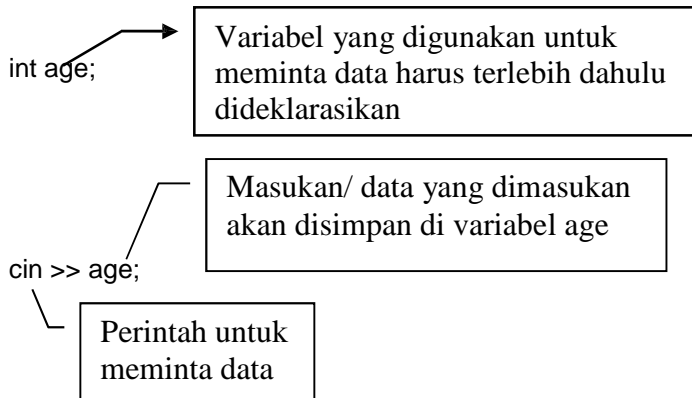 int age;
Variabel yang digunakan untuk
meminta data harus terlebih dahulu
dideklarasikan
Masukan/ data yang dimasukan
akan disimpan di variabel age
cin >> age;
Perintah untuk
meminta data